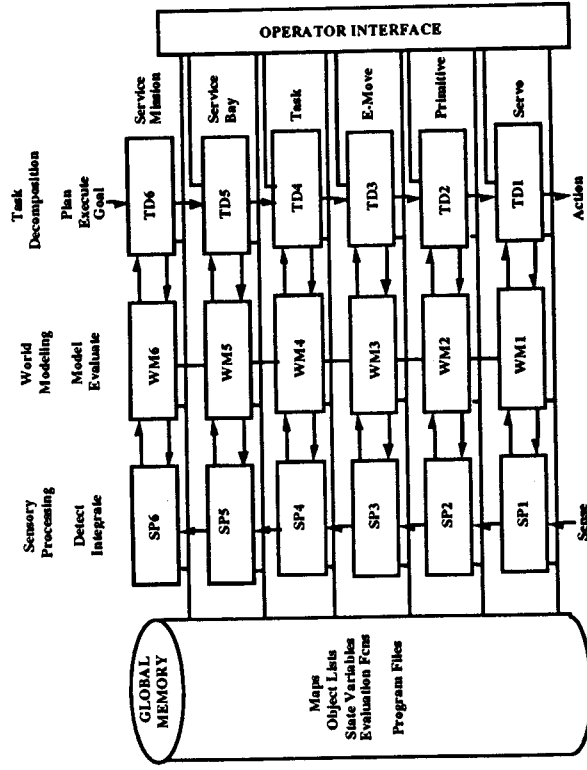 Sensory
Processing
World
Modeling
Task
Decomposition
Detect
Integrate
Model
Evaluate
Plan
Execute
Goal
GLOBAL
MEMORY
Maps
Object Lists
State Variables
Evaluation Fcns
Program Files
SP6
WM6
TD6
Service
Mission
SP5
WM5
TD5
Service
Bay
SP4
WM4
TD4
Task
SP3
WM3
TD3
E-Move
SP2
WM2
TD2
Primitive
SP1
WM1
TD1
Servo
Sense
Action
OPERATOR INTERFACE